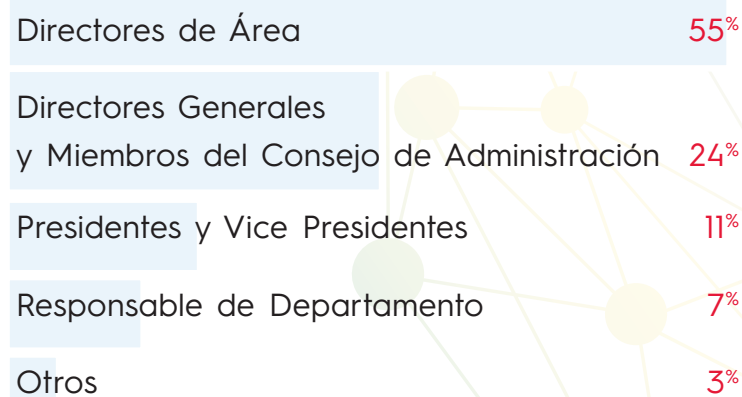 Directores de Área 55%
Directores Generales
y Miembros del Consejo de Administración 24%
Presidentes y Vice Presidentes 11%
Responsable de Departamento 7%
Otros 3%